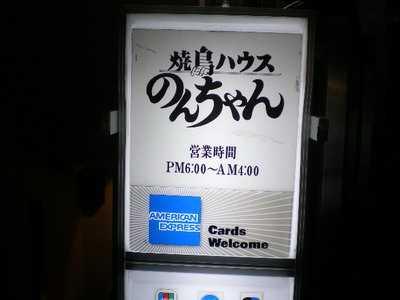 焼鳥ハウス
のんちゃん
営業時間
PM6:00〜AM4:00
AMERICAN
EXPRESS
Cards
Welcome
JCB